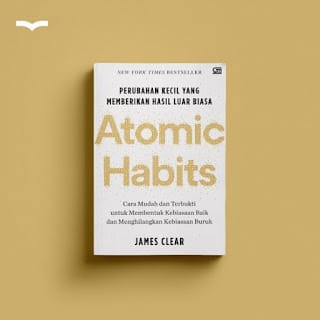 NEW YORK TIMES BESTSELLER
PERUBAHAN KECIL YANG
MEMBERIKAN HASIL LUAR BIASA
Atomic
Habits
Cara Mudah dan Terbukti
untuk Membentuk Kebiasaan Baik
dan Menghilangkan Kebiasaan Buruk
JAMES CLEAR